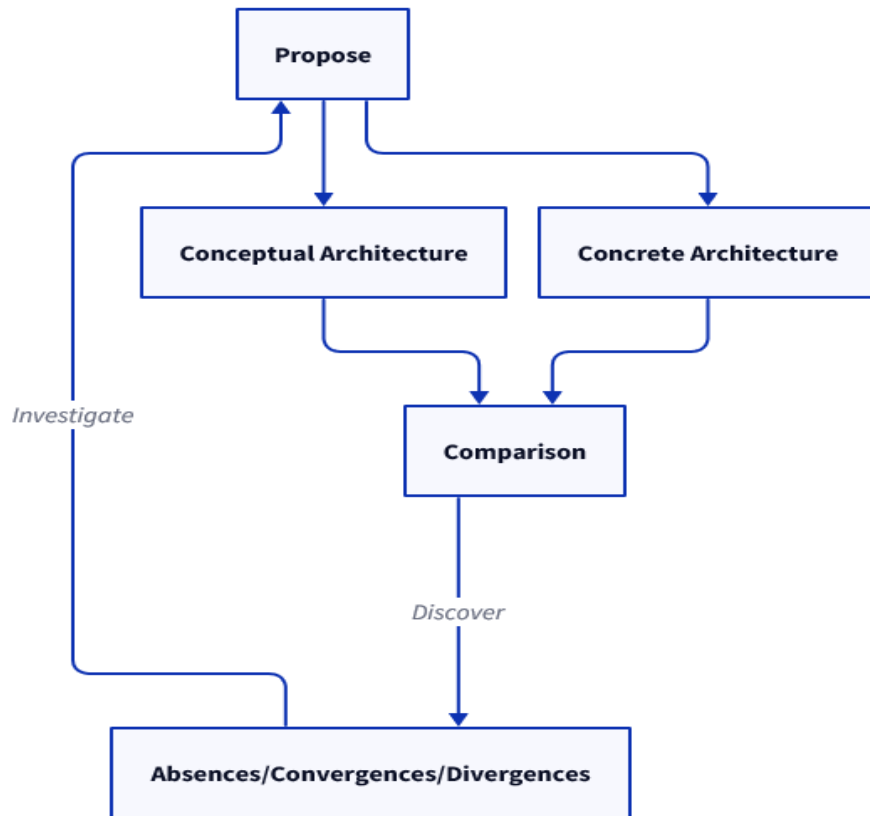 Propose
Conceptual Architecture
Concrete Architecture
Investigate
Comparison
Discover
Absences/Convergences/Divergences